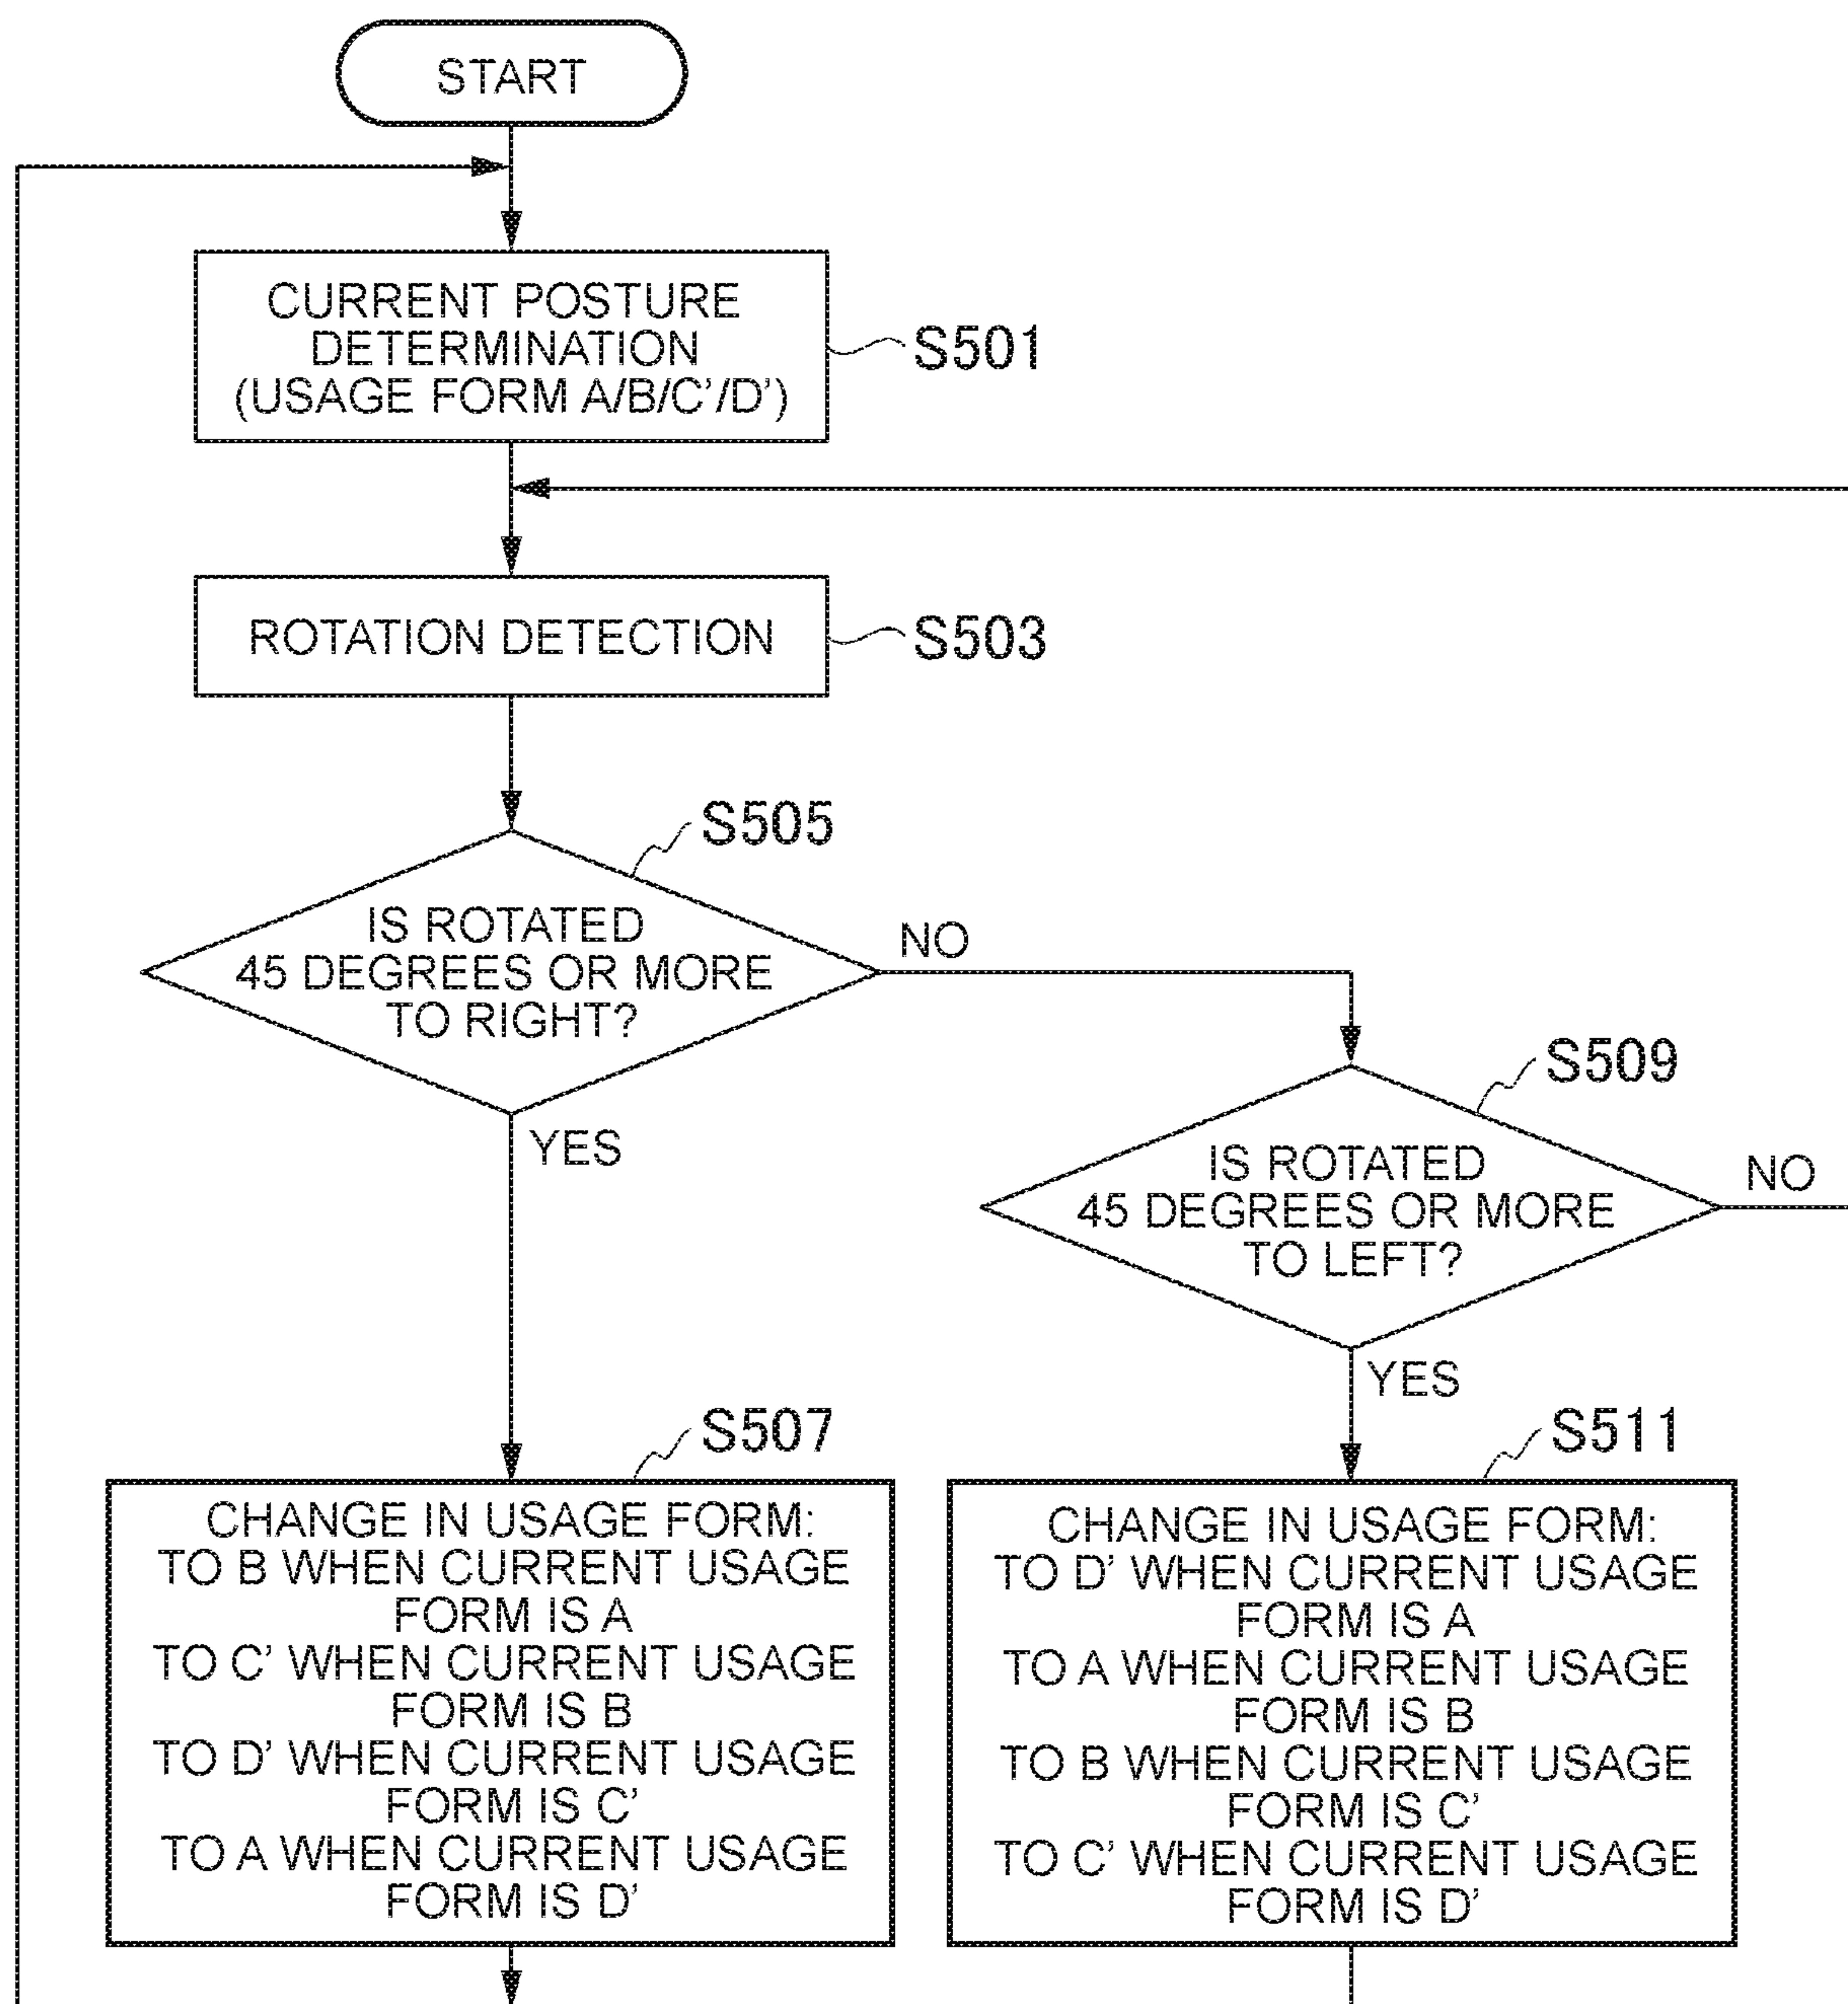 START
CURRENT POSTURE
DETERMINATION
(USAGE FORM A/B/C’/D’)
S501
ROTATION DETECTION
S503
S505
IS ROTATED
45 DEGREES OR MORE
TO RIGHT?
NO
YES
S509
IS ROTATED
45 DEGREES OR MORE
TO LEFT?
NO
YES
S507
CHANGE IN USAGE FORM:
TO B WHEN CURRENT USAGE
FORM IS A
TO C’ WHEN CURRENT USAGE
FORM IS B
TO D’ WHEN CURRENT USAGE
FORM IS C’
TO A WHEN CURRENT USAGE
FORM IS D’
S511
CHANGE IN USAGE FORM:
TO D’ WHEN CURRENT USAGE
FORM IS A
TO A WHEN CURRENT USAGE
FORM IS B
TO B WHEN CURRENT USAGE
FORM IS C’
TO C’ WHEN CURRENT USAGE
FORM IS D’